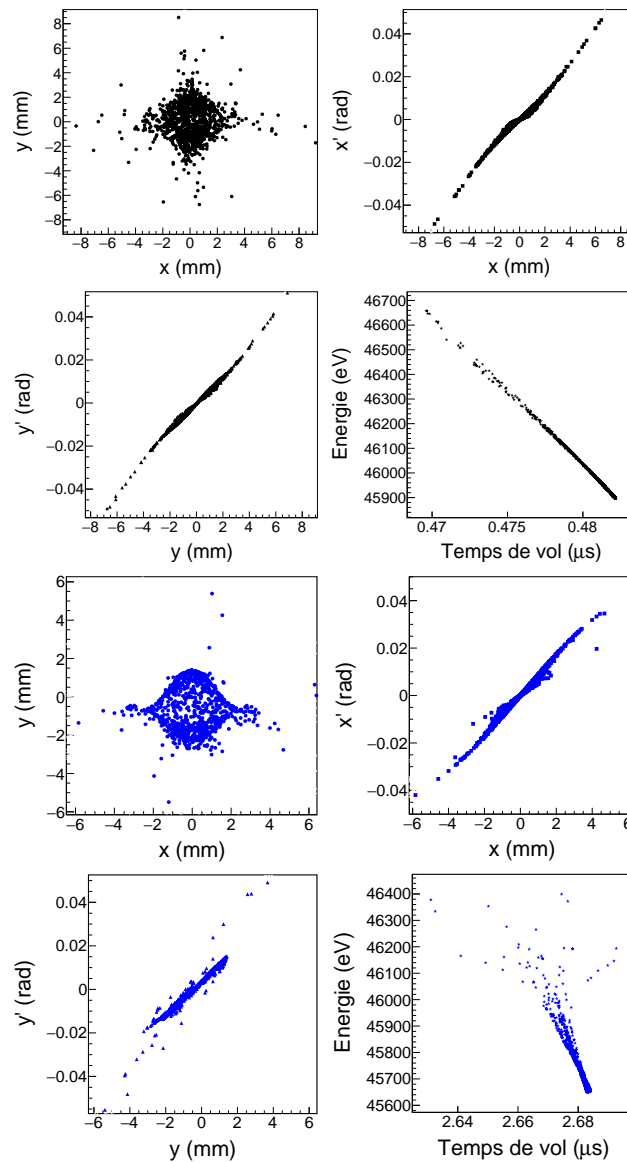 8
6
4
2
0
−2
−4
−6
−8
y (mm)
−8 −6 −4 −2 0 2 4 6 8
x (mm)
0.04
0.02
0
−0.02
−0.04
x' (rad)
−6 −4 −2 0 2 4 6 8
x (mm)
0.04
0.02
0
−0.02
−0.04
y' (rad)
−8 −6 −4 −2 0 2 4 6 8
y (mm)
46700
46600
46500
46400
46300
46200
46100
46000
45900
Energie (eV)
0.47 0.475 0.48
Temps de vol (μs)
6
4
2
0
−2
−4
−6
y (mm)
−6 −4 −2 0 2 4 6
x (mm)
0.04
0.02
0
−0.02
−0.04
x' (rad)
−6 −4 −2 0 2 4 6
x (mm)
0.04
0.02
0
−0.02
−0.04
y' (rad)
−6 −4 −2 0 2 4 6
y (mm)
46400
46300
46200
46100
46000
45900
45800
45700
45600
Energie (eV)
2.64 2.66 2.68
Temps de vol (μs)